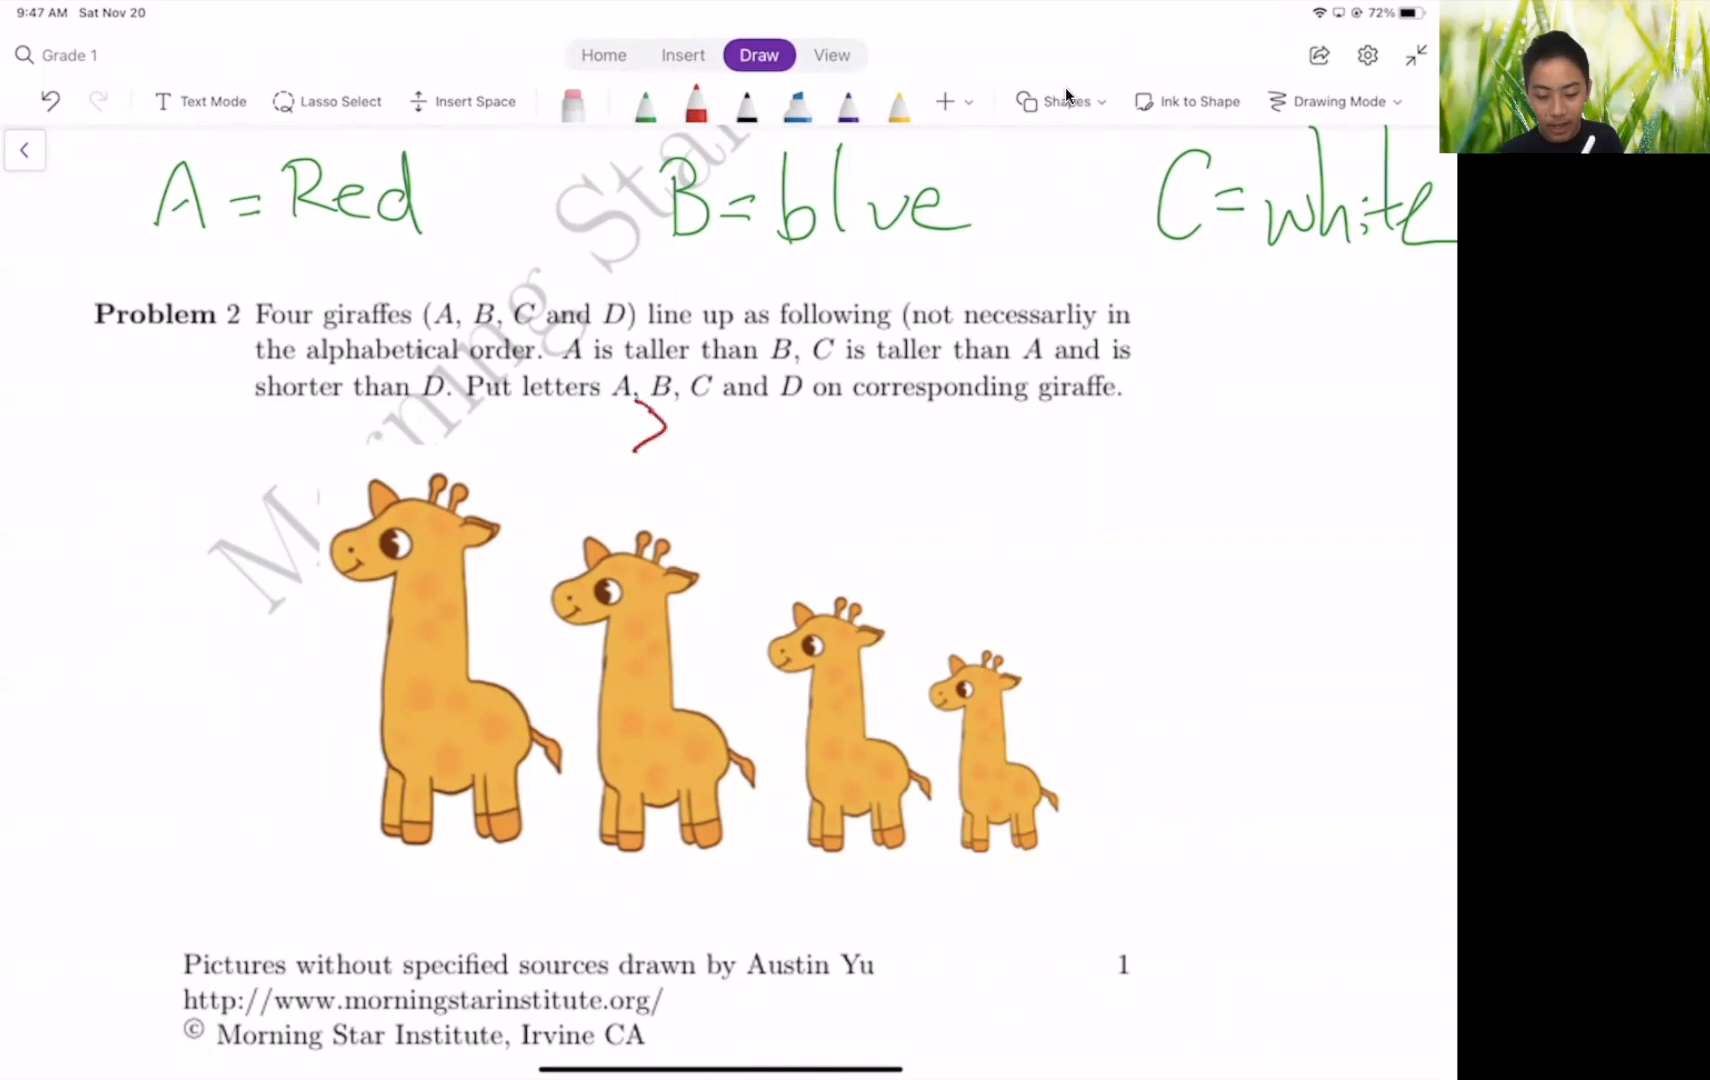 9:47 AM Sat Nov 20
72%
Grade 1
Home Insert Draw View
Text Mode Lasso Select Insert Space Shapes Ink to Shape Drawing Mode
A = Red B = blue C = white
Problem 2 Four giraffes (A, B, C and D) line up as following (not necessarliy in
the alphabetical order. A is taller than B, C is taller than A and is
shorter than D. Put letters A, B, C and D on corresponding giraffe.
>
Morning Star
Pictures without specified sources drawn by Austin Yu 1
http://www.morningstarinstitute.org/
© Morning Star Institute, Irvine CA